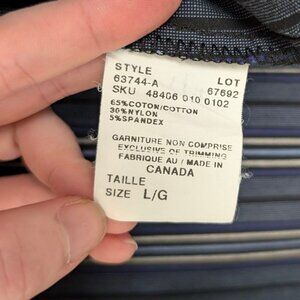 STYLE LOT
63744-A 67692
SKU 48406 010 0102
65%COTON/COTTON
30%NYLON
5%SPANDEX
GARNITURE NON COMPRISE
EXCLUSIVE OF TRIMMING
FABRIQUE AU / MADE IN
CANADA
TAILLE
SIZE L/G